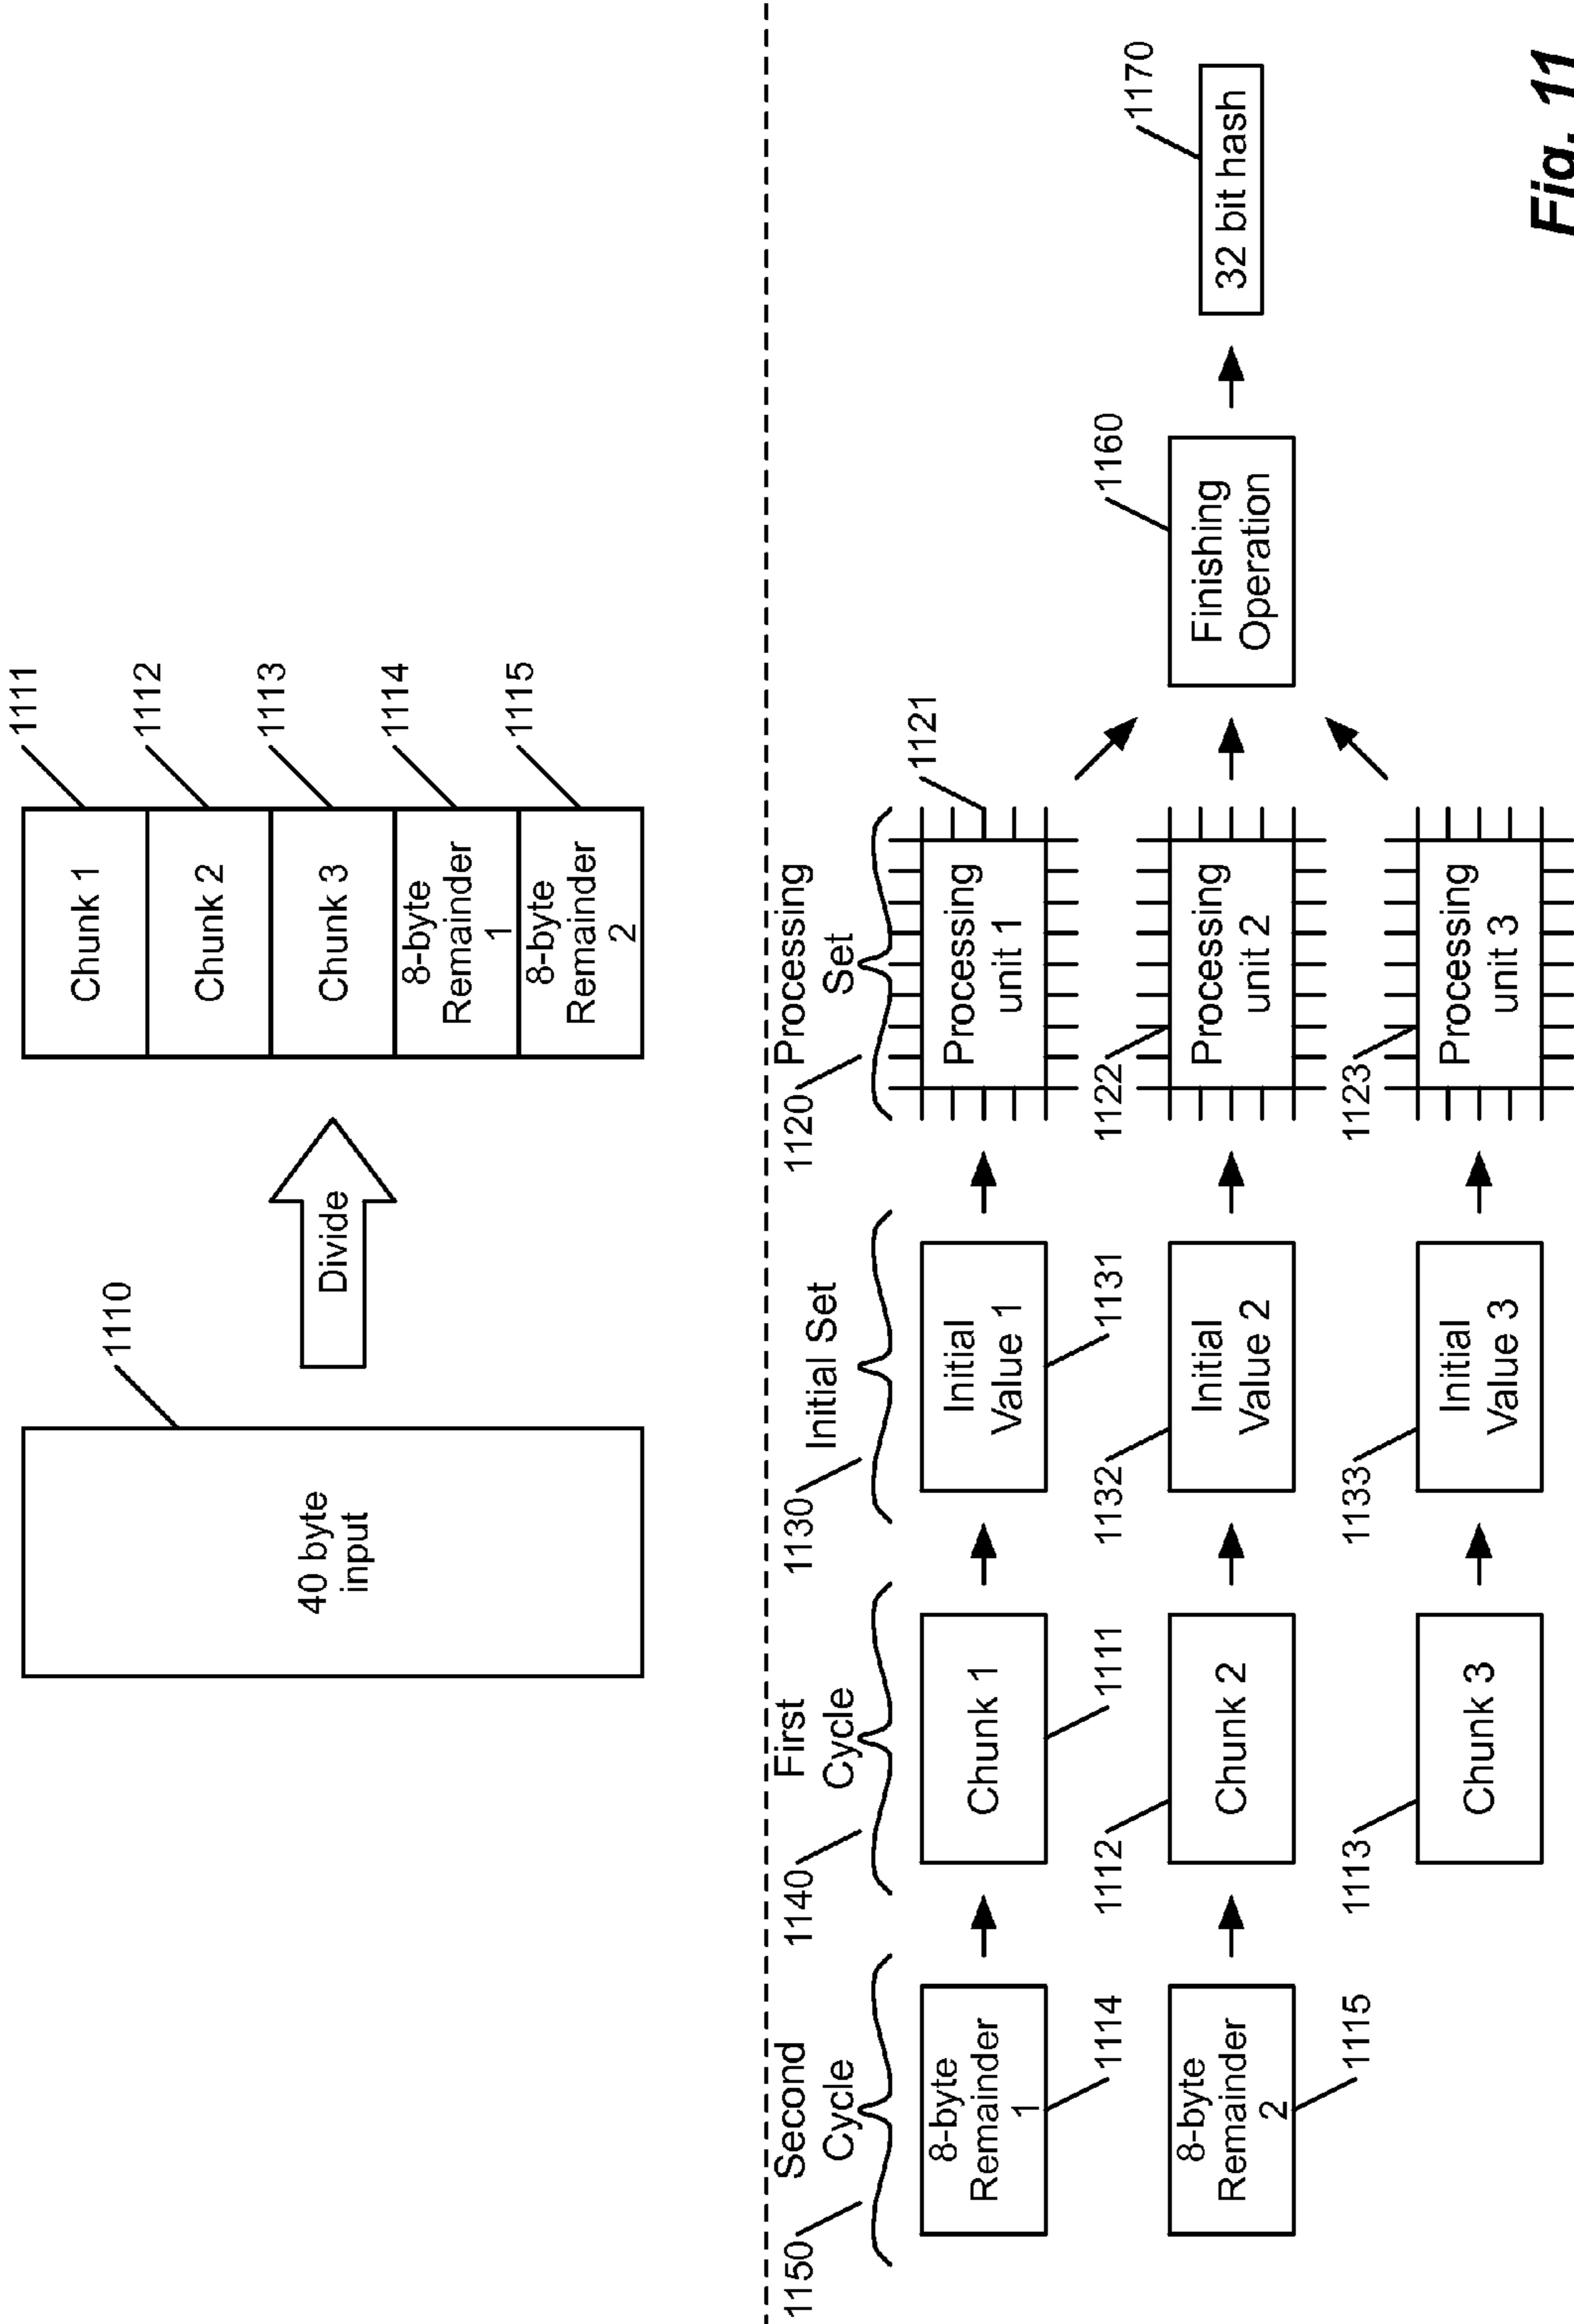 1110
40 byte
input
Divide
Chunk 1
Chunk 2
Chunk 3
8-byte
Remainder
1
8-byte
Remainder
2
1111
1112
1113
1114
1115
1150
Second
Cycle
1140
First
Cycle
1130
Initial Set
1120
Processing
Set
8-byte
Remainder
1
1114
Chunk 1
1111
Initial
Value 1
1131
Processing
unit 1
1121
8-byte
Remainder
2
1115
1112
Chunk 2
1132
Initial
Value 2
1122
Processing
unit 2
1160
Finishing
Operation
1170
32 bit hash
1113
Chunk 3
1133
Initial
Value 3
1123
Processing
unit 3
Fig. 11